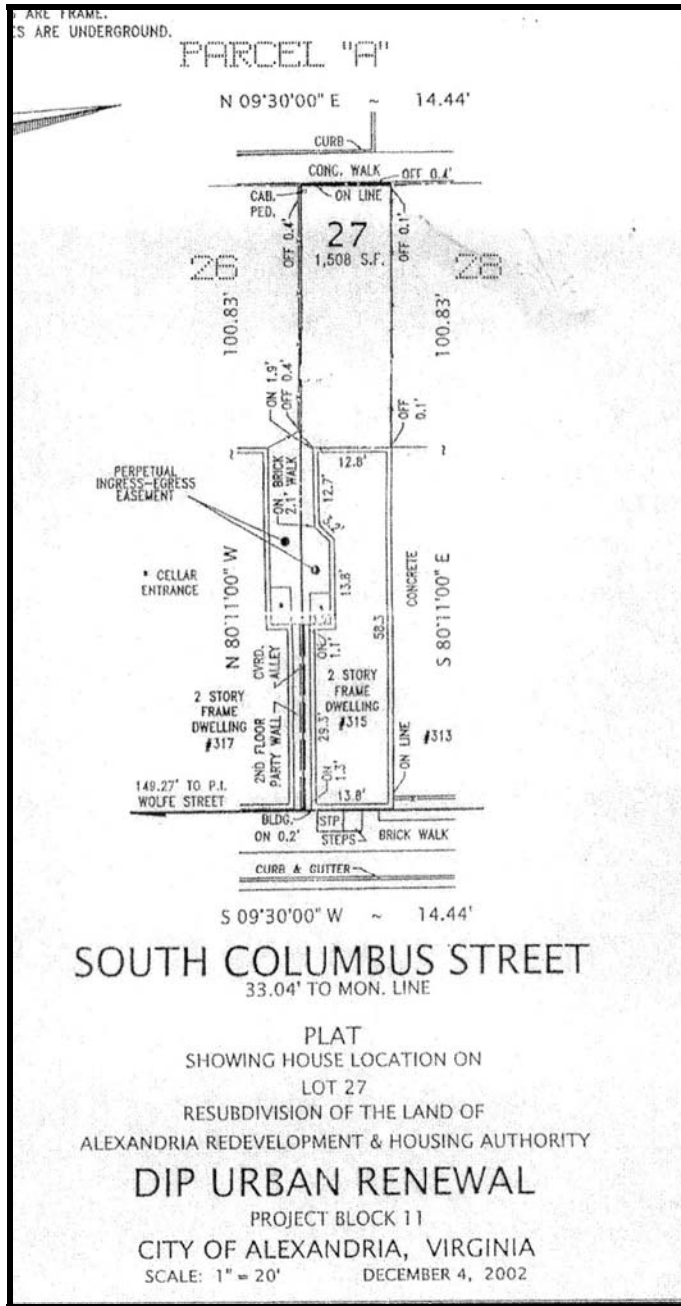 S ARE FRAME.
ES ARE UNDERGROUND.
PARCEL "A"
N 09°30'00" E ~ 14.44'
CURB
CONC. WALK
OFF 0.4'
CAB.
PED.
ON LINE
OFF 0.4'
27
1,508 S.F.
OFF 0.1'
26
28
100.83'
100.83'
ON 1.9'
OFF 0.4'
OFF
0.1'
12.8'
PERPETUAL
INGRESS-EGRESS
EASEMENT
ON BRICK
2.1' WALK
12.7'
3.2'
* CELLAR
ENTRANCE
13.8'
N 80°11'00" W
CONCRETE
S 80°11'00" E
*
*
58.3
ON
1.1'
CVRD.
ALLEY
2 STORY
FRAME
DWELLING
#317
2ND FLOOR
PARTY WALL
2 STORY
FRAME
DWELLING
#315
29.3'
ON
1.3'
ON LINE
#313
149.27' TO P.I.
WOLFE STREET
13.8'
BLDG.
ON 0.2'
STP
STEPS
BRICK WALK
CURB & GUTTER
S 09°30'00" W ~ 14.44'
SOUTH COLUMBUS STREET
33.04' TO MON. LINE
PLAT
SHOWING HOUSE LOCATION ON
LOT 27
RESUBDIVISION OF THE LAND OF
ALEXANDRIA REDEVELOPMENT & HOUSING AUTHORITY
DIP URBAN RENEWAL
PROJECT BLOCK 11
CITY OF ALEXANDRIA, VIRGINIA
SCALE: 1" = 20' DECEMBER 4, 2002